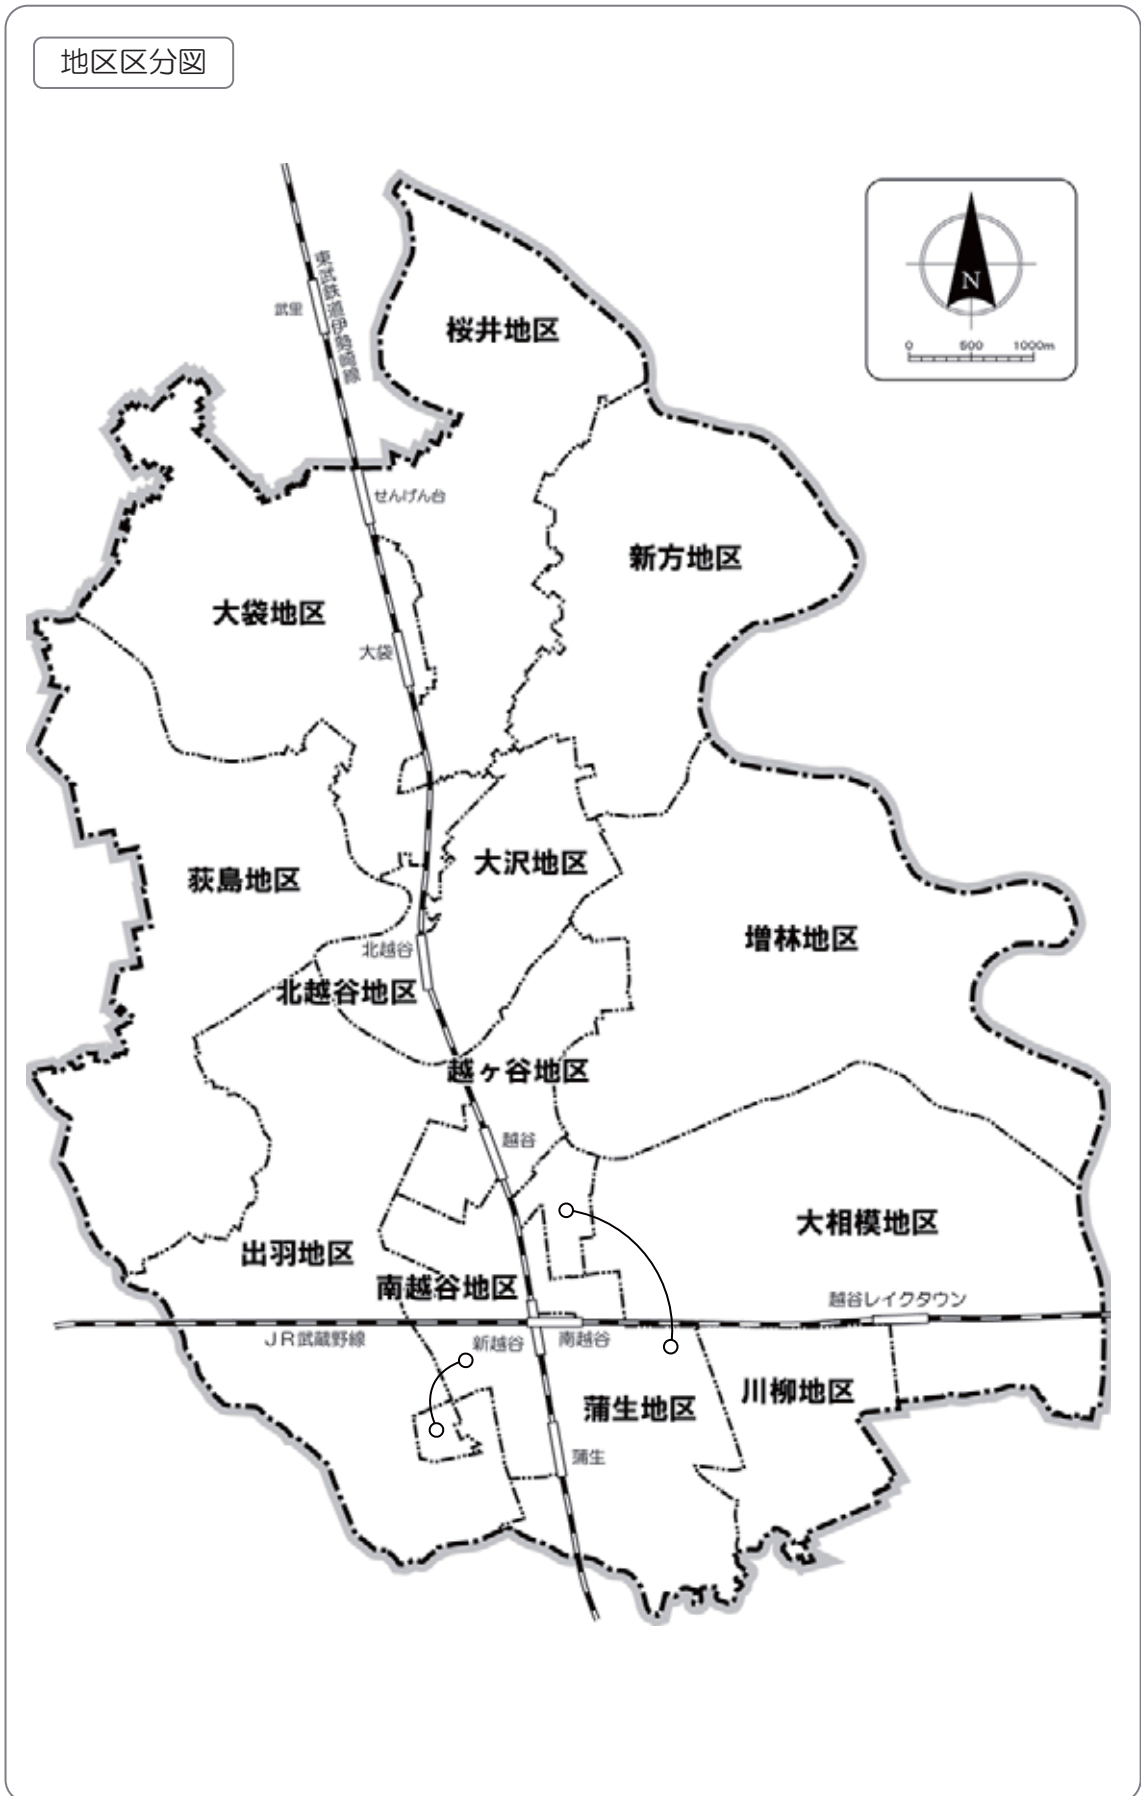 地区区分図
東武鉄道伊勢崎線
武里
桜井地区
N
0 500 1000m
せんげん台
新方地区
大袋地区
大袋
大沢地区
荻島地区
増林地区
北越谷
北越谷地区
越ヶ谷地区
越谷
大相模地区
出羽地区
南越谷地区
越谷レイクタウン
JR武蔵野線
新越谷
南越谷
川柳地区
蒲生地区
蒲生